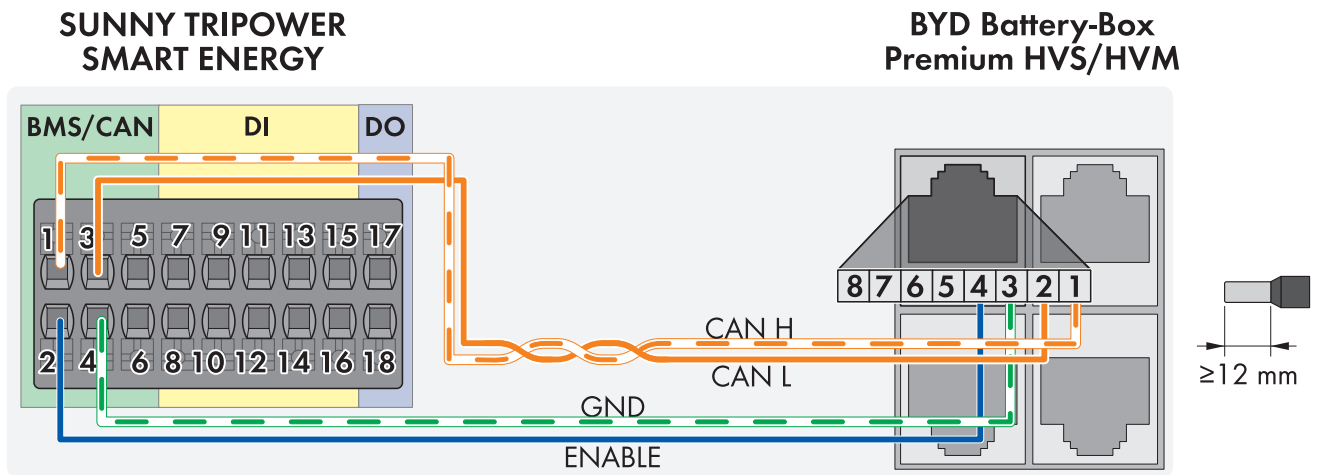 SUNNY TRIPOWER
SMART ENERGY
BYD Battery-Box
Premium HVS/HVM
BMS/CAN DI DO
1 3 5 7 9 11 13 15 17
2 4 6 8 10 12 14 16 18
8 7 6 5 4 3 2 1
CAN H
CAN L
GND
ENABLE
≥12 mm